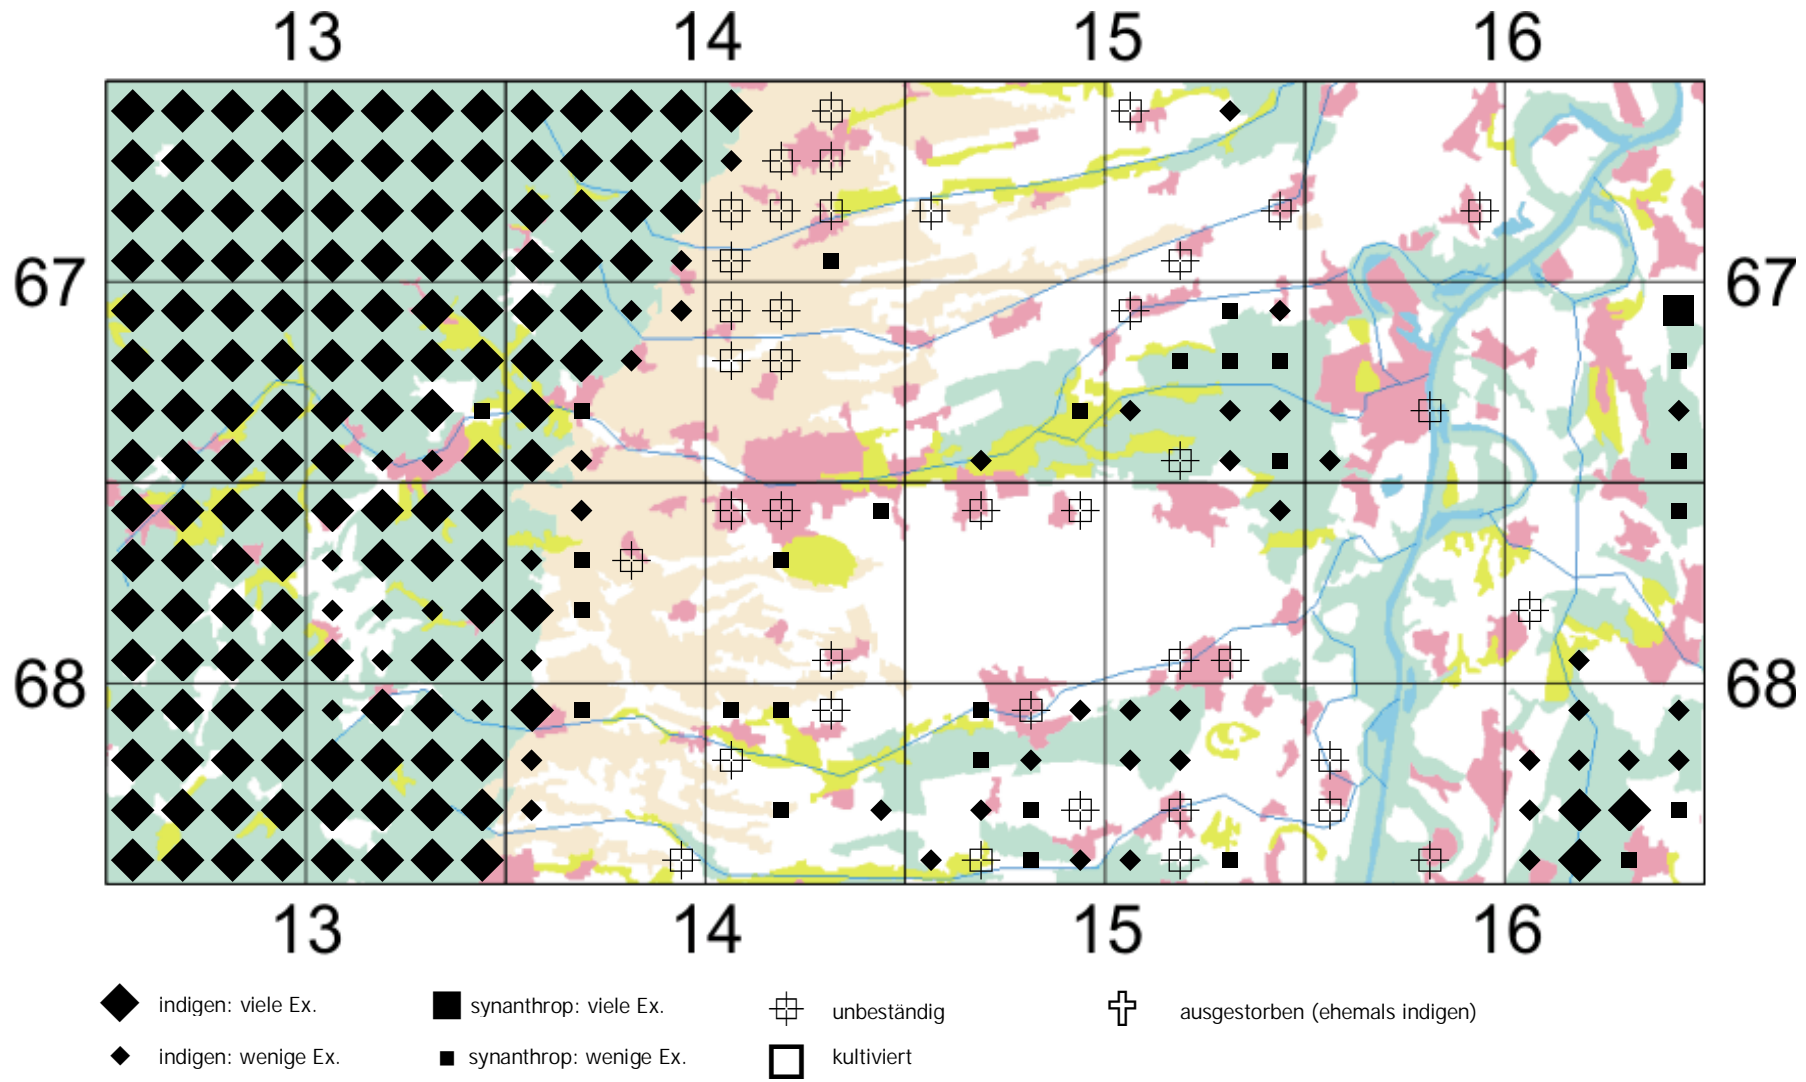 13 14 15 16
67 67
68 68
13 14 15 16
indigen: viele Ex. synanthrop: viele Ex. unbeständig ausgestorben (ehemals indigen)
indigen: wenige Ex. synanthrop: wenige Ex. kultiviert